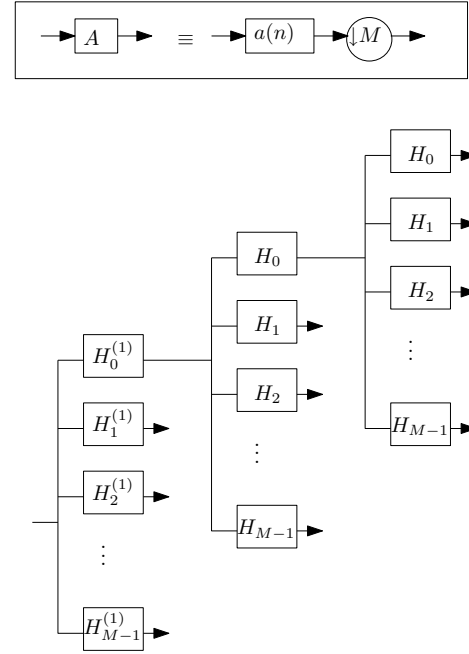 A ≡ a(n) ↓M
H_0
H_1
H_0
H_2
H_1
⋮
H_0^{(1)}
H_2
H_{M-1}
H_1^{(1)}
⋮
H_2^{(1)}
H_{M-1}
⋮
H_{M-1}^{(1)}